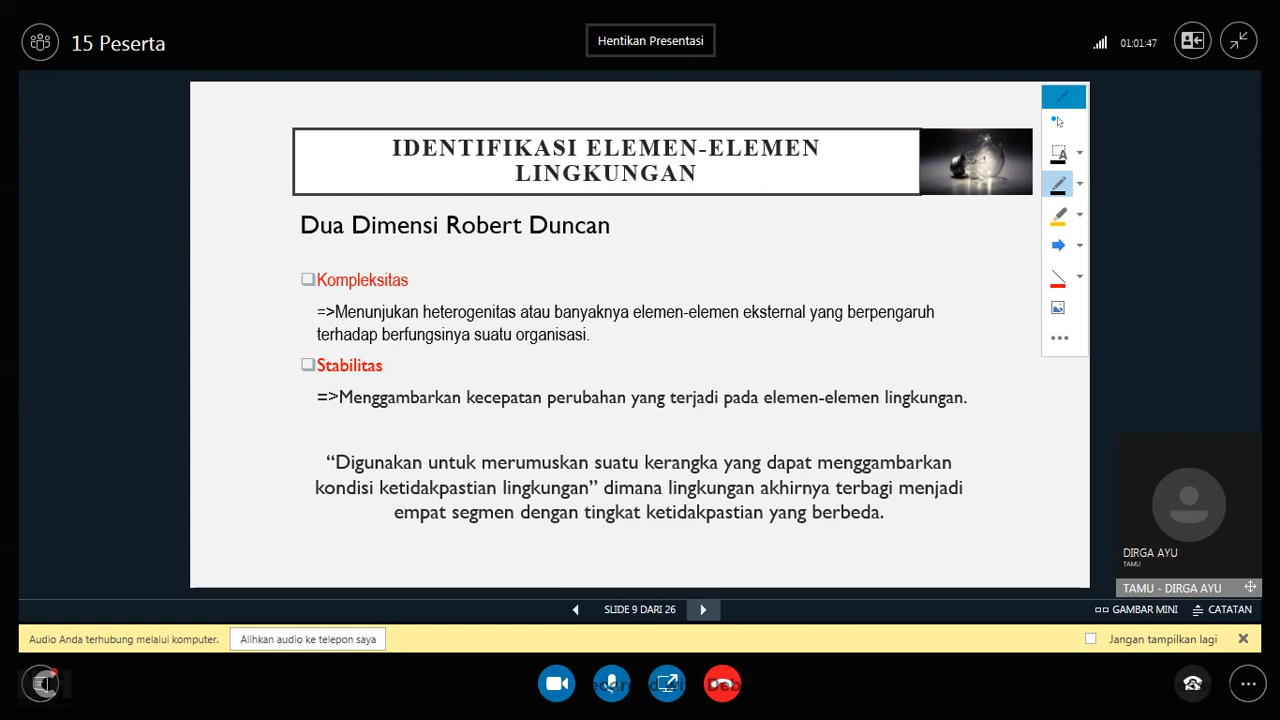 15 Peserta
Hentikan Presentasi
01:01:47
IDENTIFIKASI ELEMEN-ELEMEN
LINGKUNGAN
Dua Dimensi Robert Duncan
Kompleksitas
=>Menunjukan heterogenitas atau banyaknya elemen-elemen eksternal yang berpengaruh
terhadap berfungsinya suatu organisasi.
Stabilitas
=>Menggambarkan kecepatan perubahan yang terjadi pada elemen-elemen lingkungan.
“Digunakan untuk merumuskan suatu kerangka yang dapat menggambarkan
kondisi ketidakpastian lingkungan” dimana lingkungan akhirnya terbagi menjadi
empat segmen dengan tingkat ketidakpastian yang berbeda.
DIRGA AYU
TAMU
TAMU - DIRGA AYU
SLIDE 9 DARI 26
GAMBAR MINI
CATATAN
Audio Anda terhubung melalui komputer.
Alihkan audio ke telepon saya
Jangan tampilkan lagi